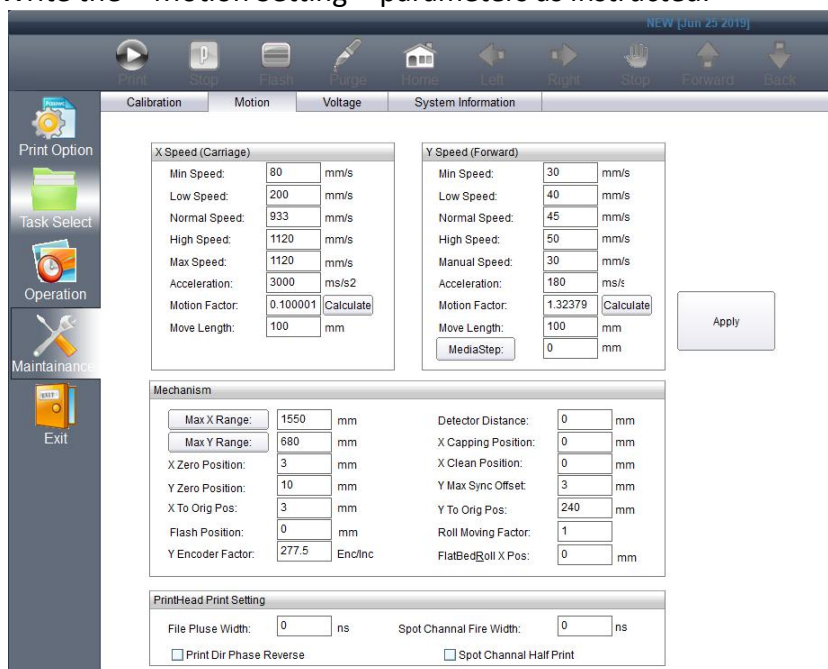 Write the "Motion Setting" parameters as instructed.
NEW [Jun 25 2019]
Print Stop Flash Purge Home Left Right Stop Forward Back
Calibration Motion Voltage System Information
Print Option
Task Select
Operation
Maintainance
Exit
X Speed (Carriage)
Min Speed: 80 mm/s
Low Speed: 200 mm/s
Normal Speed: 933 mm/s
High Speed: 1120 mm/s
Max Speed: 1120 mm/s
Acceleration: 3000 ms/s2
Motion Factor: 0.100001 Calculate
Move Length: 100 mm
Y Speed (Forward)
Min Speed: 30 mm/s
Low Speed: 40 mm/s
Normal Speed: 45 mm/s
High Speed: 50 mm/s
Manual Speed: 30 mm/s
Acceleration: 180 ms/s
Motion Factor: 1.32379 Calculate
Move Length: 100 mm
MediaStep: 0 mm
Apply
Mechanism
Max X Range: 1550 mm Detector Distance: 0 mm
Max Y Range: 680 mm X Capping Position: 0 mm
X Zero Position: 3 mm X Clean Position: 0 mm
Y Zero Position: 10 mm Y Max Sync Offset: 3 mm
X To Orig Pos: 3 mm Y To Orig Pos: 240 mm
Flash Position: 0 mm Roll Moving Factor: 1
Y Encoder Factor: 277.5 Enc/Inc FlatBedRoll X Pos: 0 mm
PrintHead Print Setting
File Pluse Width: 0 ns Spot Channal Fire Width: 0 ns
Print Dir Phase Reverse Spot Channal Half Print